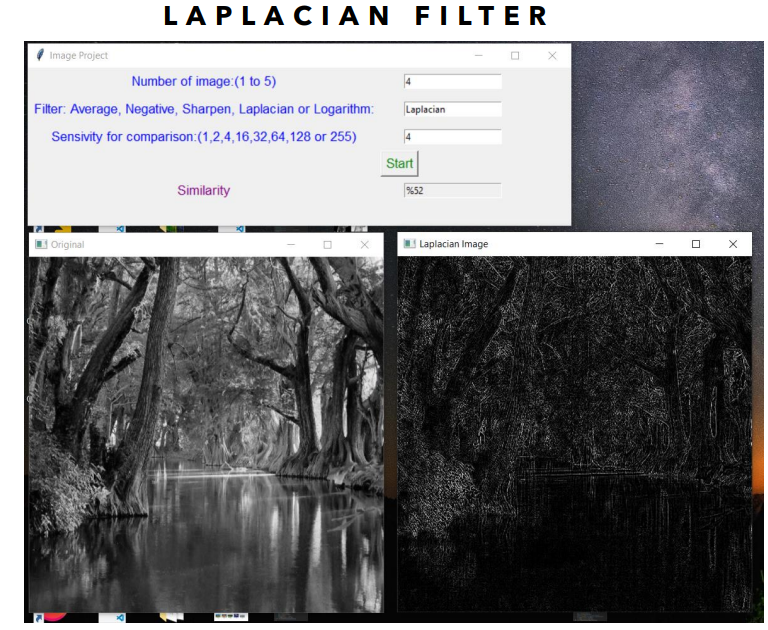 LAPLACIAN FILTER
Image Project
Number of image:(1 to 5)
4
Filter: Average, Negative, Sharpen, Laplacian or Logarithm:
Laplacian
Sensivity for comparison:(1,2,4,16,32,64,128 or 255)
4
Start
Similarity
%52
Original
Laplacian Image